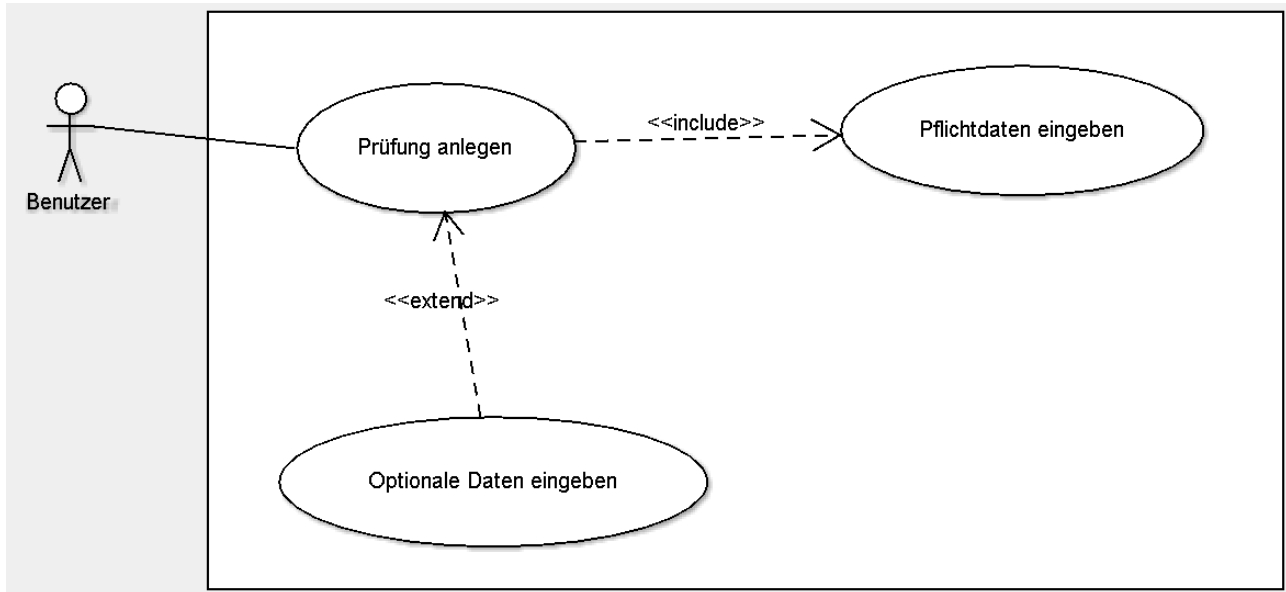 Prüfung anlegen
<<include>>
Pflichtdaten eingeben
Benutzer
<<extend>>
Optionale Daten eingeben